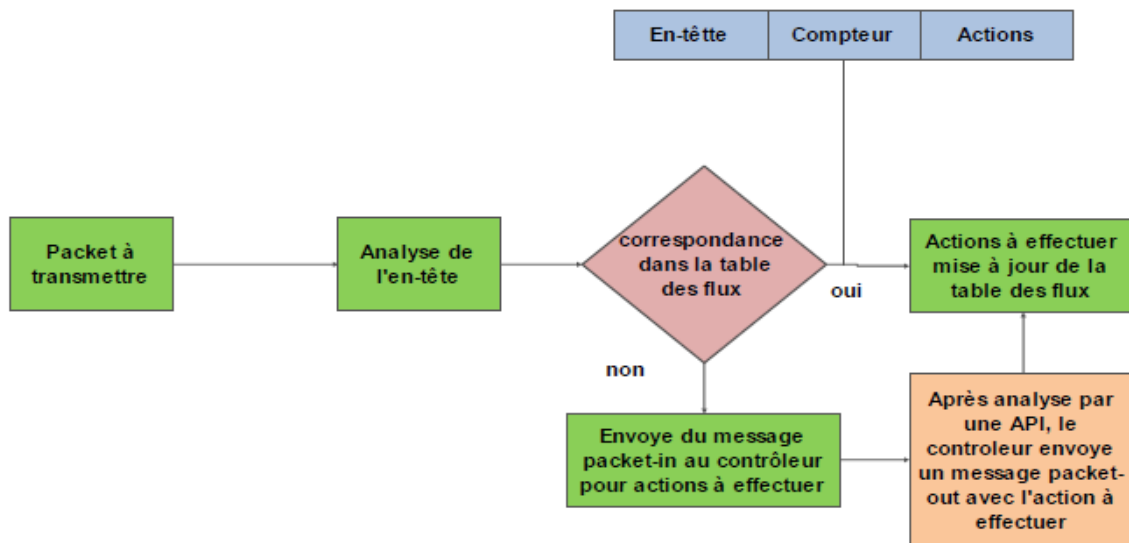 En-têtte
Compteur
Actions
Packet à
transmettre
Analyse de
l'en-tête
correspondance
dans la table
des flux
oui
Actions à effectuer
mise à jour de la
table des flux
non
Envoye du message
packet-in au contrôleur
pour actions à effectuer
Après analyse par
une API, le
controleur envoye
un message packet-
out avec l'action à
effectuer